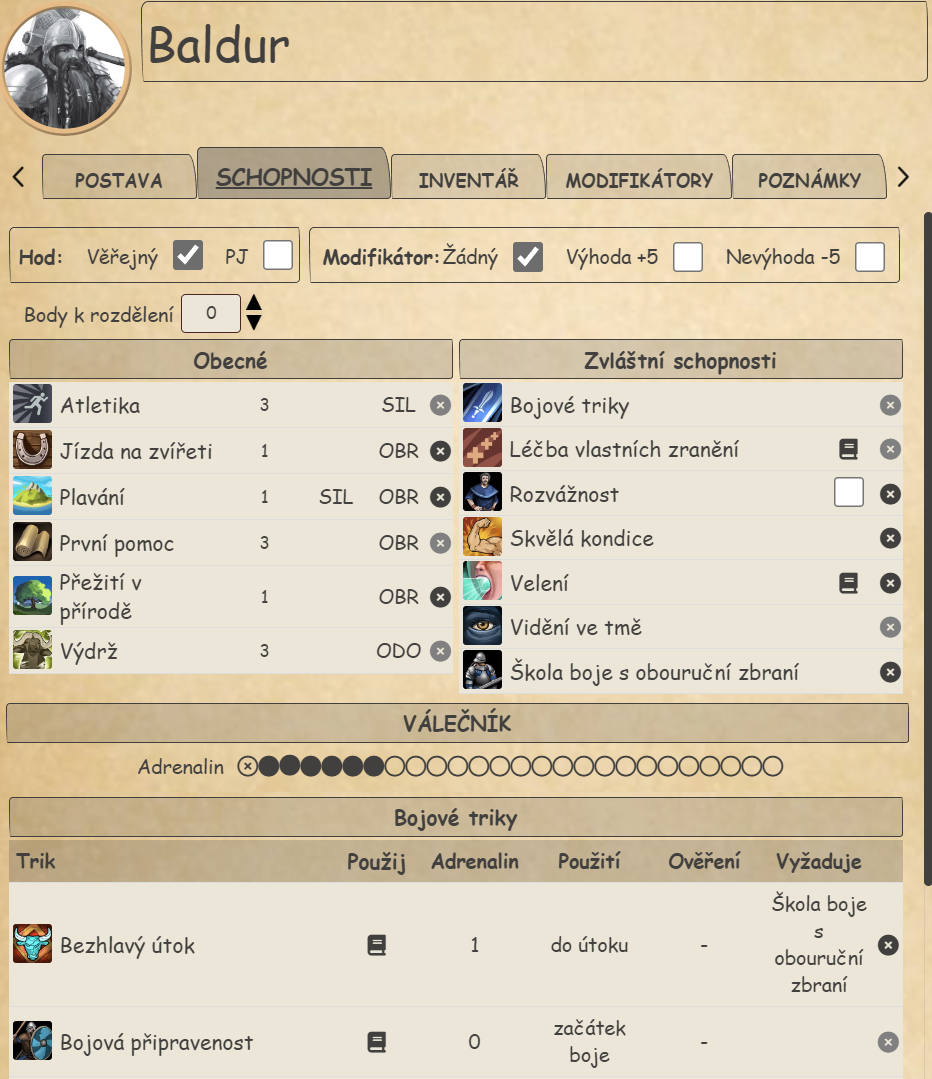 Baldur
POSTAVA SCHOPNOSTI INVENTÁŘ MODIFIKÁTORY POZNÁMKY
Hod: Věřejný PJ Modifikátor: Žádný Výhoda +5 Nevýhoda -5
Body k rozdělení 0
Obecné
Atletika 3 SIL
Jízda na zvířeti 1 OBR
Plavání 1 SIL OBR
První pomoc 3 OBR
Přežití v
přírodě 1 OBR
Výdrž 3 ODO
Zvláštní schopnosti
Bojové triky
Léčba vlastních zranění
Rozvážnost
Skvělá kondice
Velení
Vidění ve tmě
Škola boje s obouruční zbraní
VÁLEČNÍK
Adrenalin
Bojové triky
Trik Použij Adrenalin Použití Ověření Vyžaduje
Bezhlavý útok 1 do útoku - Škola boje
s
obouruční
zbraní
Bojová připravenost 0 začátek
boje -